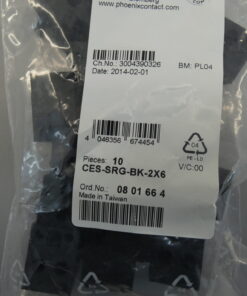 www.phoenixcontact.com
Ch.No.: 3004390326 BM: PL04
Date: 2014-02-01
4 046356 674454
Pieces: 10
CES-SRG-BK-2X6 V/C:00
Ord.No.: 08 01 66 4
Made in Taiwan
04
PE-LD